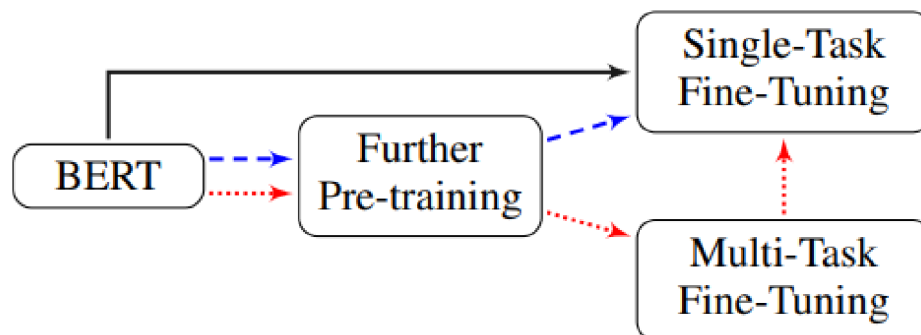 Single-Task
Fine-Tuning
BERT
Further
Pre-training
Multi-Task
Fine-Tuning